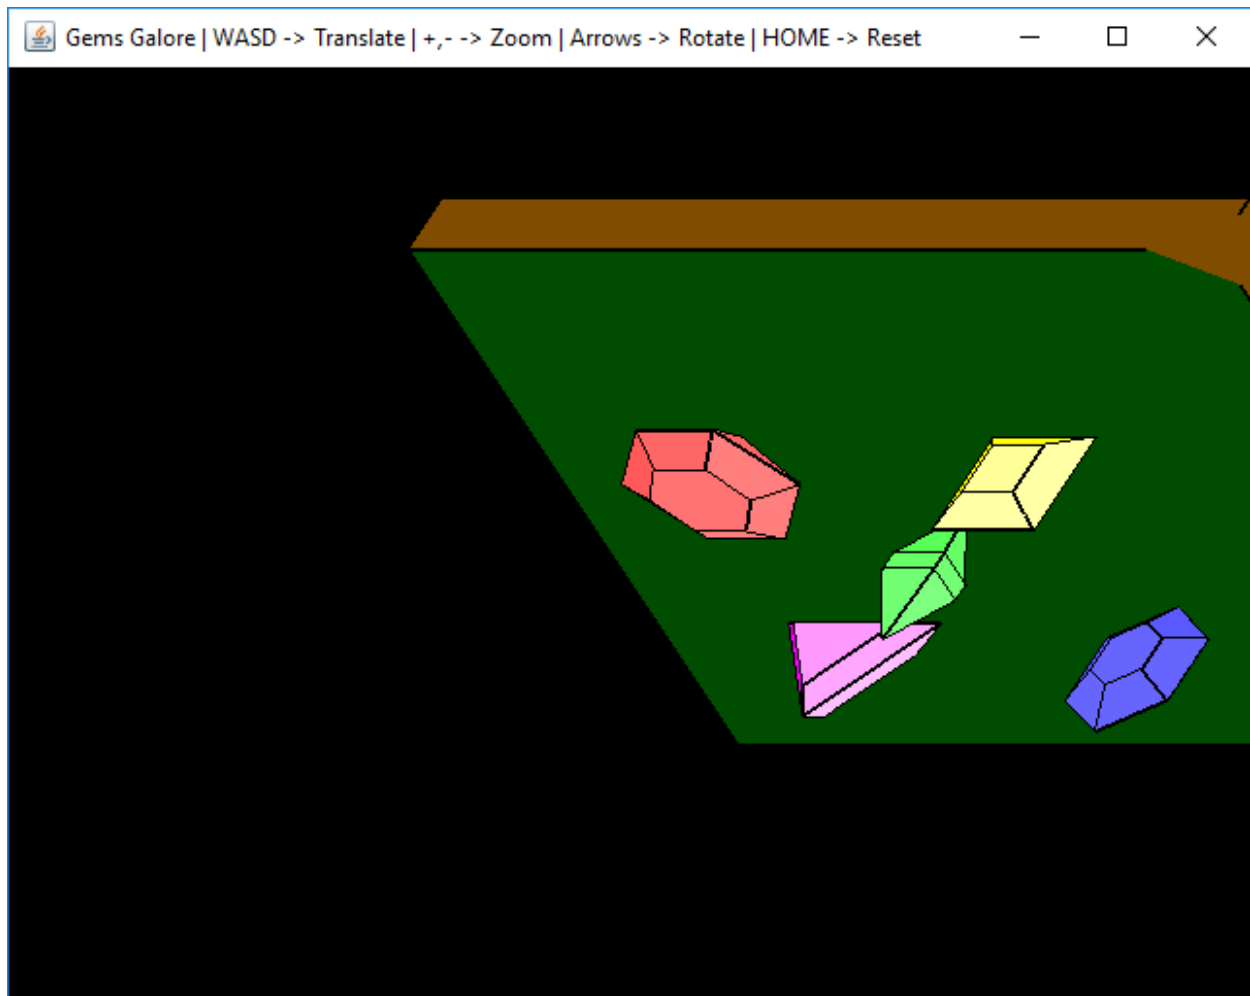 Gems Galore | WASD -> Translate | +,- -> Zoom | Arrows -> Rotate | HOME -> Reset